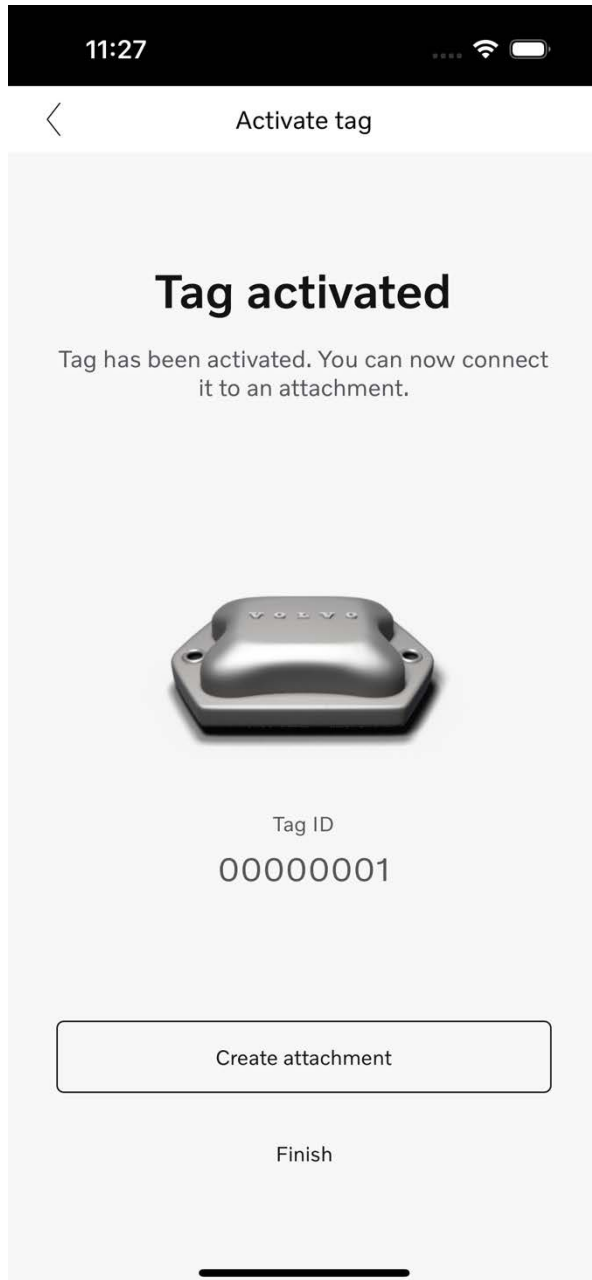 11:27
Activate tag
Tag activated
Tag has been activated. You can now connect
it to an attachment.
VOLVO
Tag ID
00000001
Create attachment
Finish